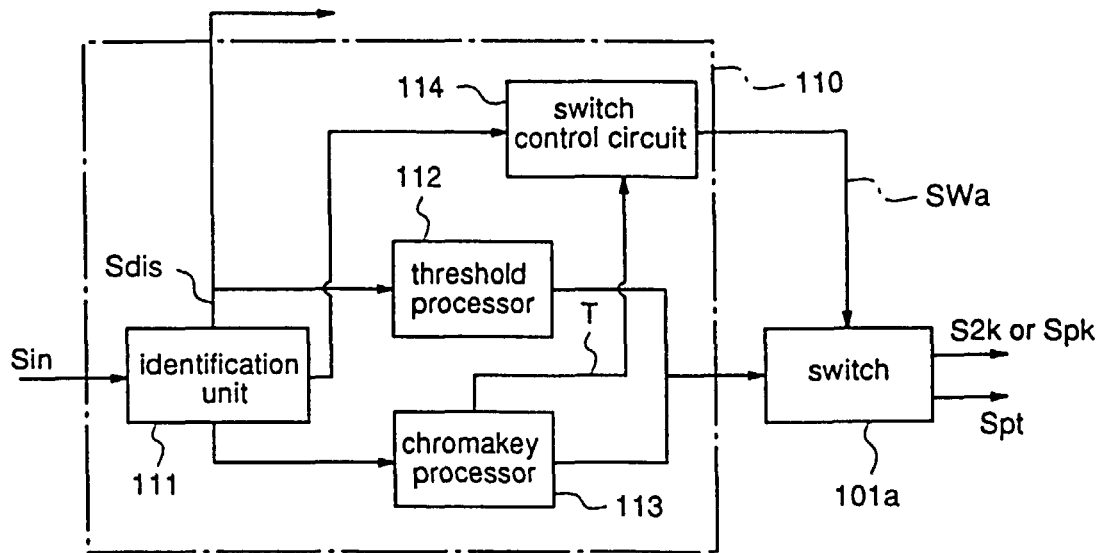 110
114
switch
control circuit
112
SWa
Sdis
threshold
processor
T
Sin
identification
unit
S2k or Spk
switch
Spt
chromakey
processor
111
113
101a